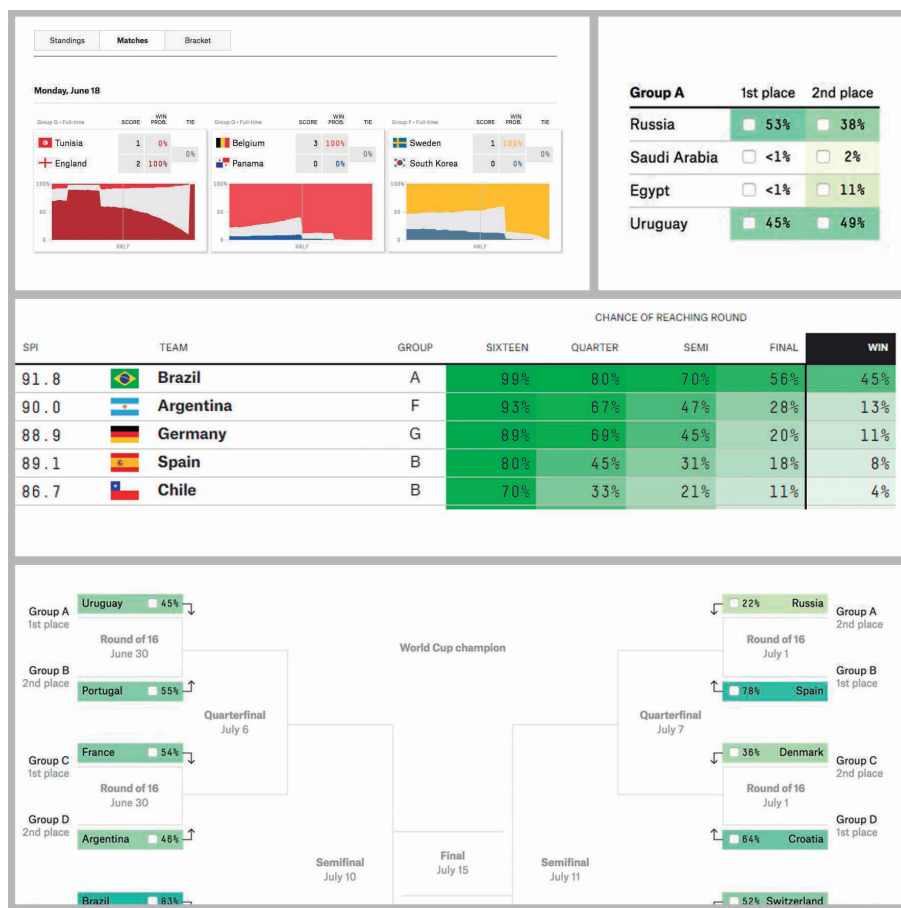 Standings Matches Bracket
Monday, June 18
Group G • Full-time SCORE WIN PROB. TIE
Tunisia 1 0%
0%
England 2 100%
100%
50
0
HALF
Group G • Full-time SCORE WIN PROB. TIE
Belgium 3 100%
0%
Panama 0 0%
HALF
Group F • Full-time SCORE WIN PROB. TIE
Sweden 1 100%
0%
South Korea 0 0%
100%
50
0
HALF
Group A 1st place 2nd place
Russia 53% 38%
Saudi Arabia <1% 2%
Egypt <1% 11%
Uruguay 45% 49%
CHANCE OF REACHING ROUND
SPI TEAM GROUP SIXTEEN QUARTER SEMI FINAL WIN
91.8 Brazil A 99% 80% 70% 56% 45%
90.0 Argentina F 93% 67% 47% 28% 13%
88.9 Germany G 89% 69% 45% 20% 11%
89.1 Spain B 80% 45% 31% 18% 8%
86.7 Chile B 70% 33% 21% 11% 4%
Group A
1st place
Uruguay 45%
Round of 16
June 30
Group B
2nd place
Portugal 55%
Quarterfinal
July 6
Group C
1st place
France 54%
Round of 16
June 30
Group D
2nd place
Argentina 46%
Semifinal
July 10
Brazil 83%
World Cup champion
Final
July 15
22% Russia
Group A
2nd place
Round of 16
July 1
Group B
1st place
78% Spain
Quarterfinal
July 7
36% Denmark
Group C
2nd place
Round of 16
July 1
Group D
1st place
64% Croatia
Semifinal
July 11
52% Switzerland